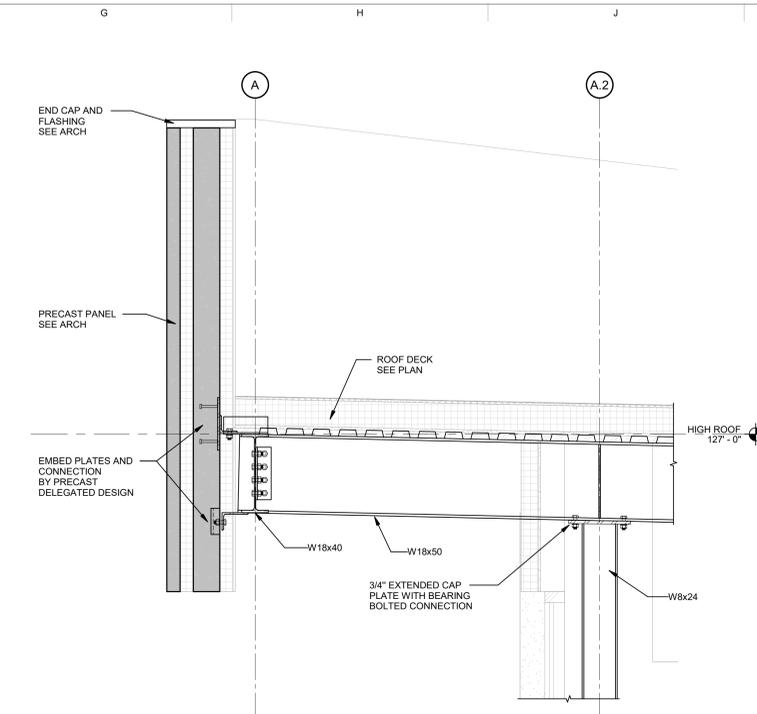 G
H
J
A
A.2
END CAP AND
FLASHING
SEE ARCH
PRECAST PANEL
SEE ARCH
ROOF DECK
SEE PLAN
HIGH ROOF
127' - 0"
EMBED PLATES AND
CONNECTION
BY PRECAST
DELEGATED DESIGN
W18x40
W18x50
3/4" EXTENDED CAP
PLATE WITH BEARING
BOLTED CONNECTION
W8x24